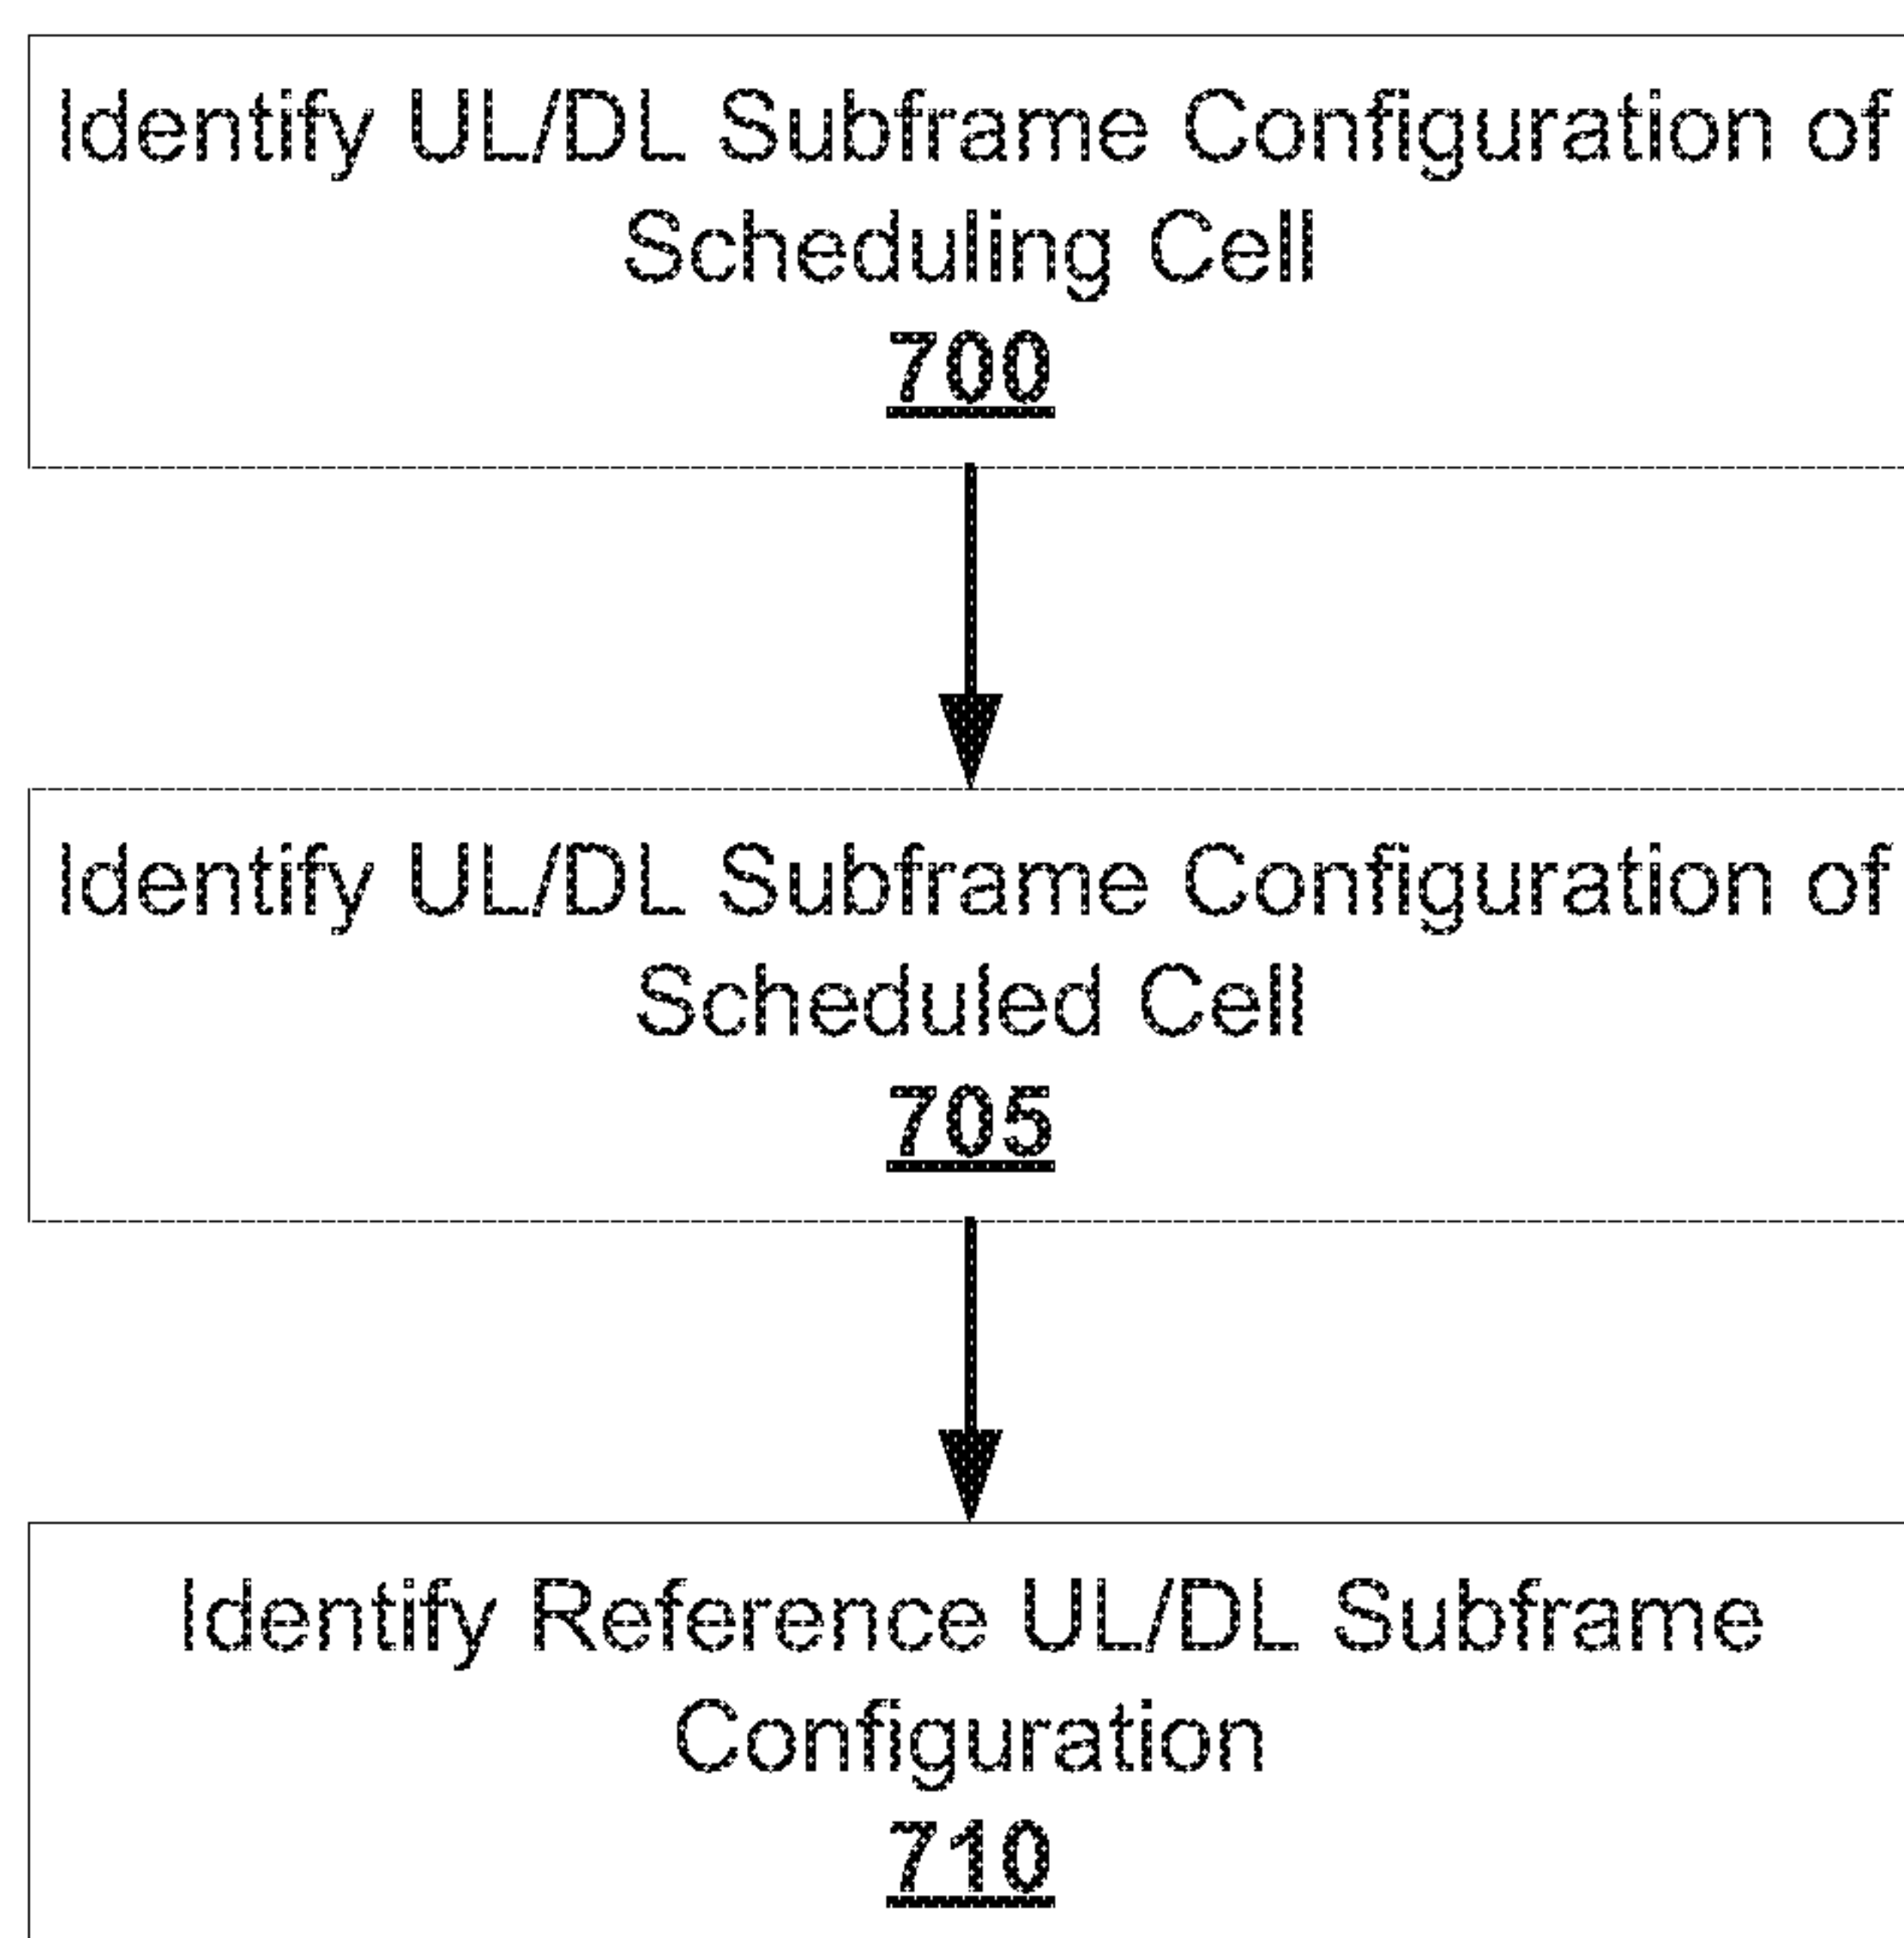 Identify UL/DL Subframe Configuration of
Scheduling Cell
700
Identify UL/DL Subframe Configuration of
Scheduled Cell
705
Identify Reference UL/DL Subframe
Configuration
710